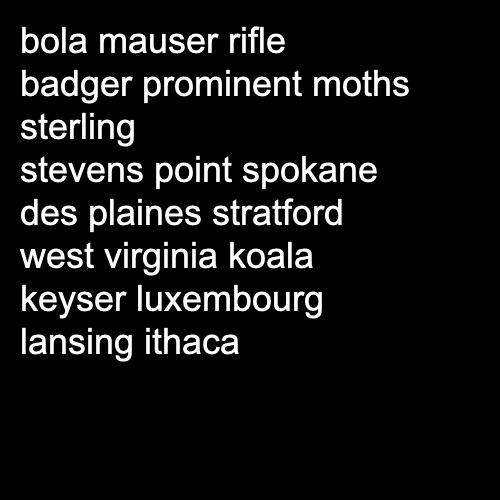 bola mauser rifle
badger prominent moths
sterling
stevens point spokane
des plaines stratford
west virginia koala
keyser luxembourg
lansing ithaca